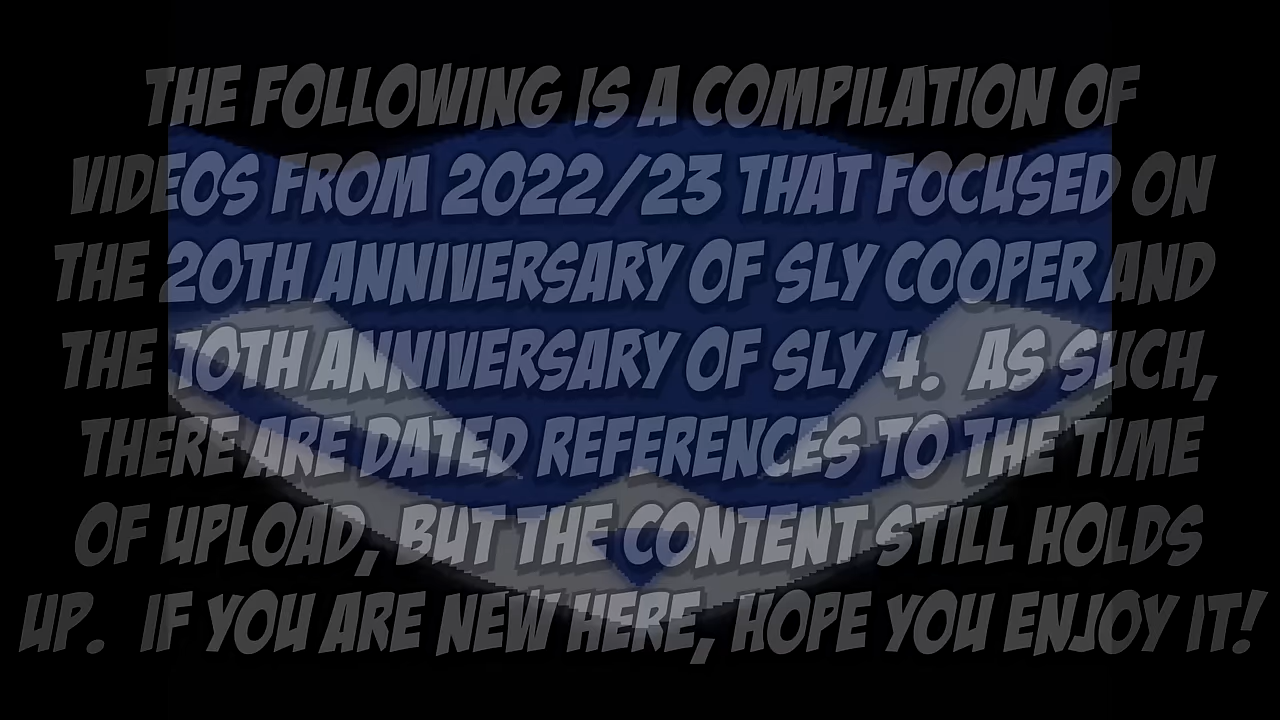 THE FOLLOWING IS A COMPILATION OF
VIDEOS FROM 2022/23 THAT FOCUSED ON
THE 20TH ANNIVERSARY OF SLY COOPER AND
THE 10TH ANNIVERSARY OF SLY 4. AS SUCH,
THERE ARE DATED REFERENCES TO THE TIME
OF UPLOAD, BUT THE CONTENT STILL HOLDS
UP. IF YOU ARE NEW HERE, HOPE YOU ENJOY IT!